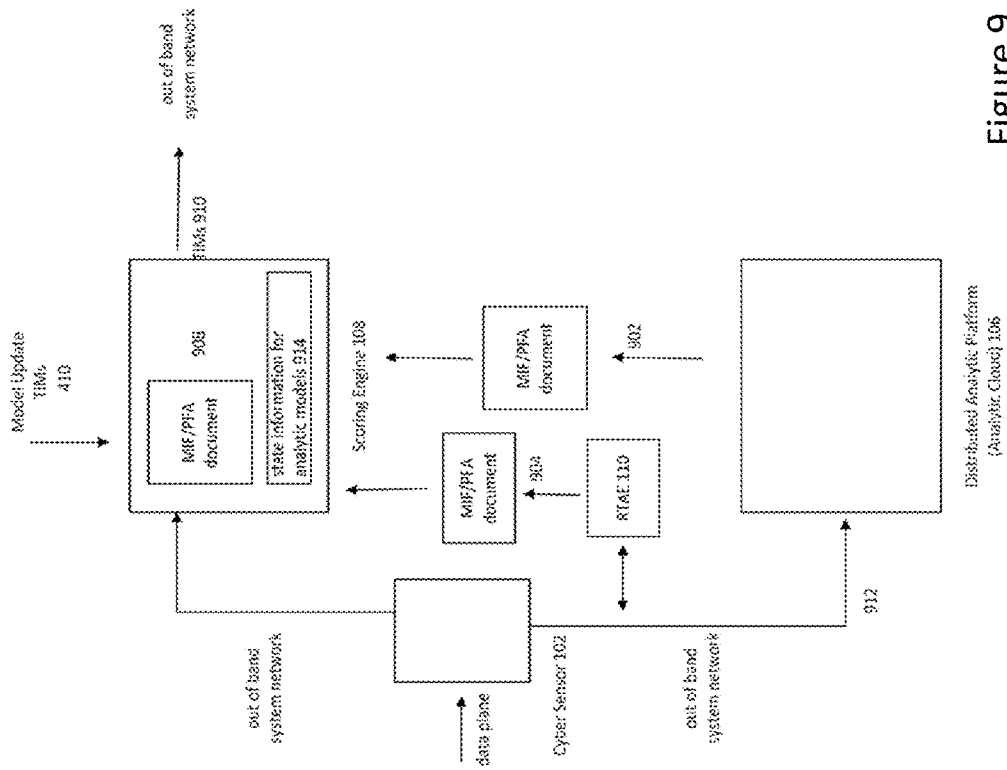 Model Update
TIMs
410
out of band
system network
TIMs 910
MIF/PFA
document
908
state information for
analytic models 914
Scoring Engine 108
out of band
system network
MIF/PFA
document
904
MIF/PFA
document
902
RTAE 110
data plane
Cyber Sensor 102
out of band
system network
912
Distributed Analytic Platform
(Analytic Cloud) 106
Figure 9